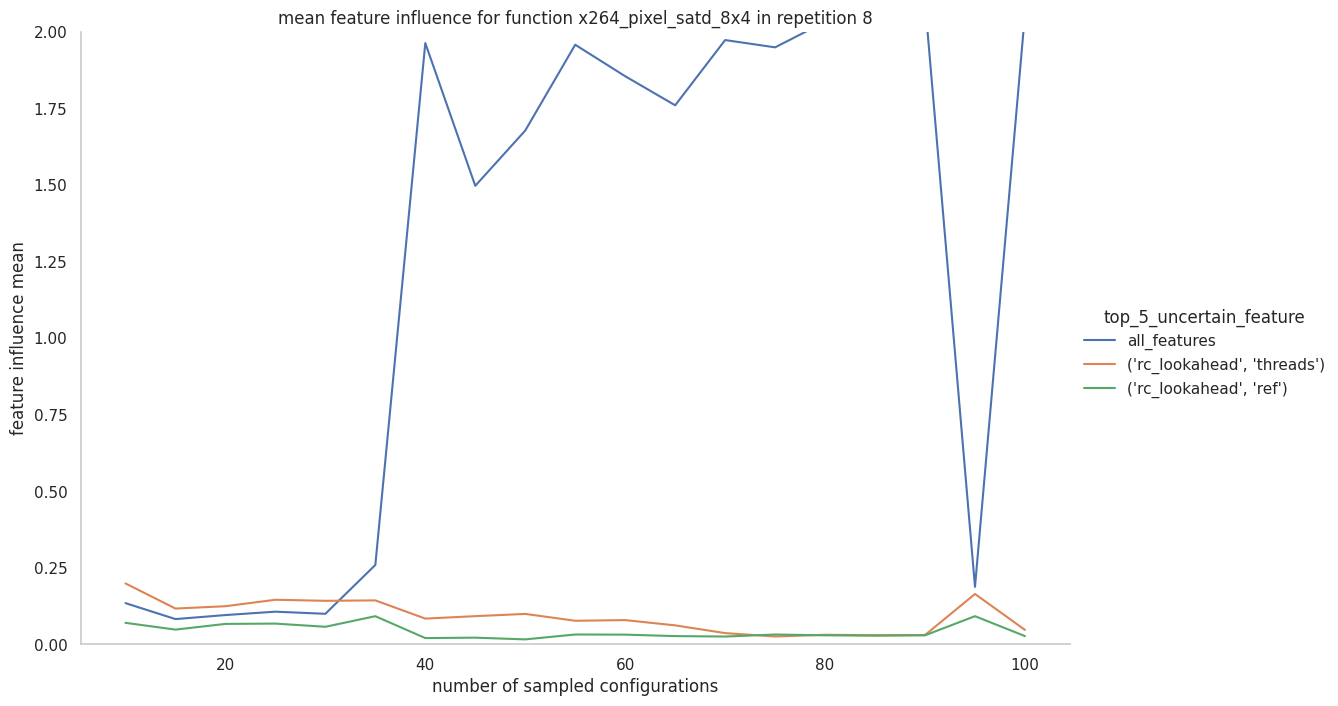 mean feature influence for function x264_pixel_satd_8x4 in repetition 8
2.00
1.75
1.50
1.25
1.00
0.75
0.50
0.25
0.00
feature influence mean
20
40
60
80
100
number of sampled configurations
top_5_uncertain_feature
all_features
('rc_lookahead', 'threads')
('rc_lookahead', 'ref')